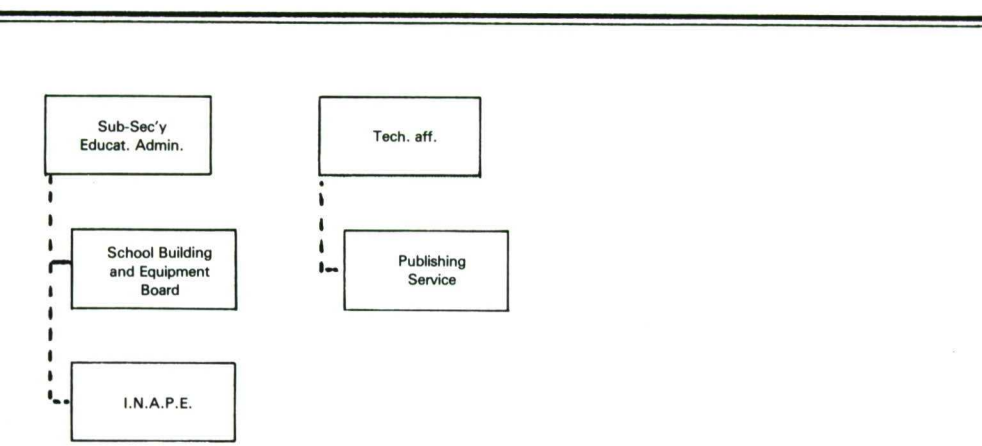 Sub-Sec'y
Educat. Admin.
Tech. aff.
School Building
and Equipment
Board
Publishing
Service
I.N.A.P.E.